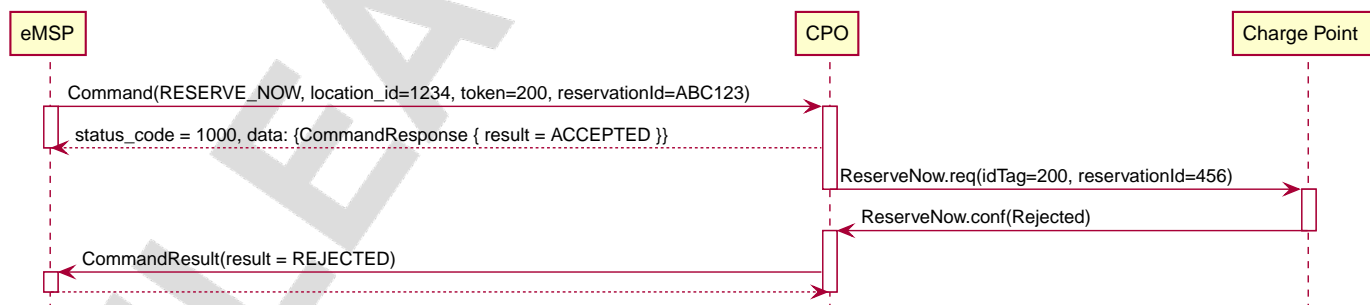 eMSP
CPO
Charge Point
Command(RESERVE_NOW, location_id=1234, token=200, reservationId=ABC123)
status_code = 1000, data: {CommandResponse { result = ACCEPTED }}
ReserveNow.req(idTag=200, reservationId=456)
ReserveNow.conf(Rejected)
CommandResult(result = REJECTED)